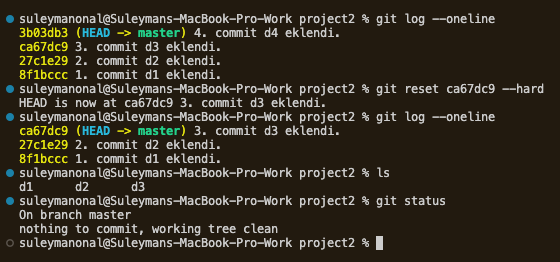 suleymanonal@Suleymans-MacBook-Pro-Work project2 % git log --oneline
3b03db3 (HEAD -> master) 4. commit d4 eklendi.
ca67dc9 3. commit d3 eklendi.
27c1e29 2. commit d2 eklendi.
8f1bccc 1. commit d1 eklendi.
suleymanonal@Suleymans-MacBook-Pro-Work project2 % git reset ca67dc9 --hard
HEAD is now at ca67dc9 3. commit d3 eklendi.
suleymanonal@Suleymans-MacBook-Pro-Work project2 % git log --oneline
ca67dc9 (HEAD -> master) 3. commit d3 eklendi.
27c1e29 2. commit d2 eklendi.
8f1bccc 1. commit d1 eklendi.
suleymanonal@Suleymans-MacBook-Pro-Work project2 % ls
d1 d2 d3
suleymanonal@Suleymans-MacBook-Pro-Work project2 % git status
On branch master
nothing to commit, working tree clean
suleymanonal@Suleymans-MacBook-Pro-Work project2 %